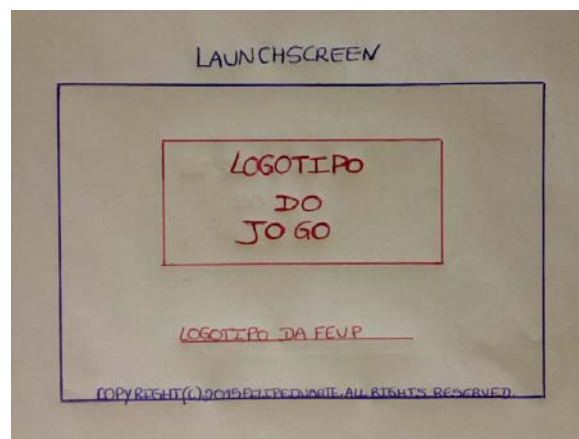 LAUNCHSCREEN
LOGOTIPO
DO
JOGO
LOGOTIPO DA FEUP
COPYRIGHT(C)2015FELIPEDUARTE.ALL RIGHTS RESERVED.